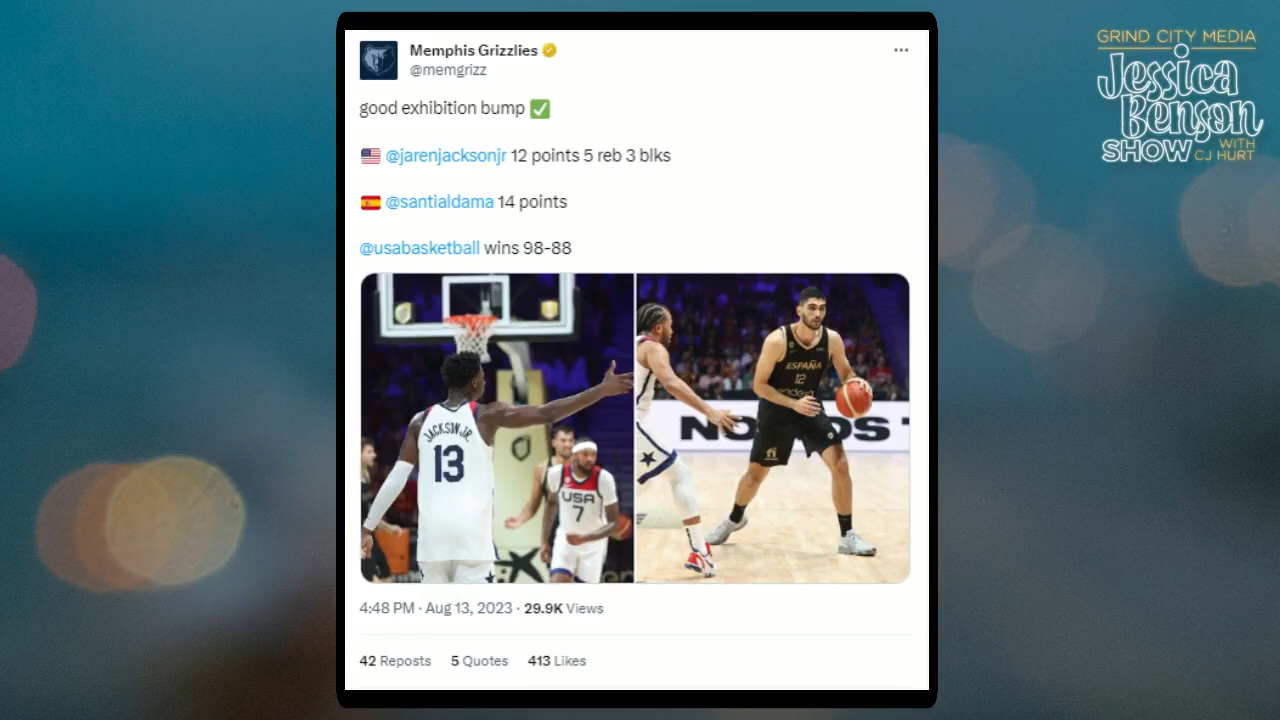 GRIND CITY MEDIA
Jessica
Benson
SHOW WITH
CJ HURT
Memphis Grizzlies
@memgrizz
good exhibition bump ✅
🇺🇸 @jarenjacksonjr 12 points 5 reb 3 blks
🇪🇸 @santialdama 14 points
@usabasketball wins 98-88
JACKSON JR.
13
USA
7
ESPAÑA
12
4:48 PM · Aug 13, 2023 · 29.9K Views
42 Reposts 5 Quotes 413 Likes